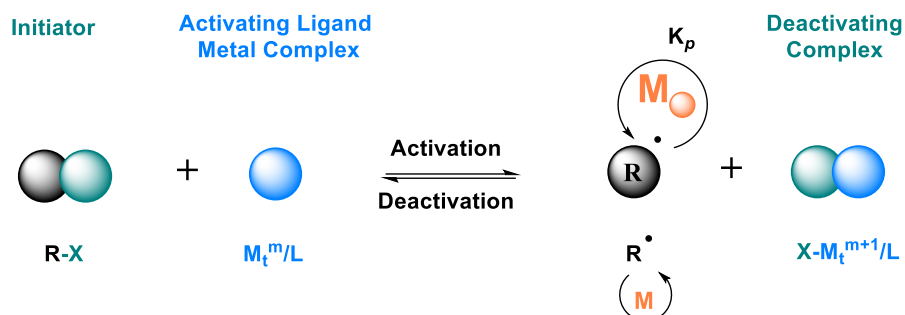 Initiator
Activating Ligand
Metal Complex
Kp
Deactivating
Complex
M
+
Activation
Deactivation
R•
+
R-X
Mtm/L
R•
X-Mtm+1/L
M